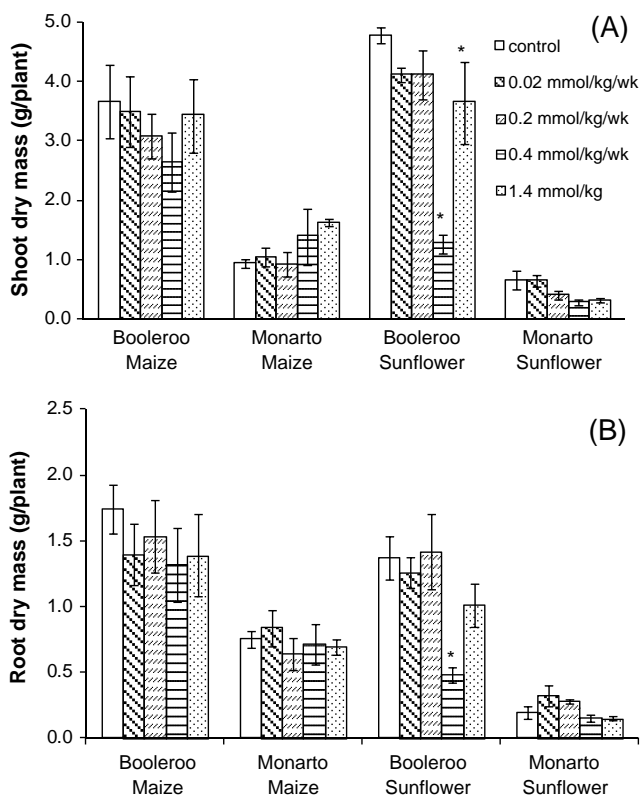 (A)
Shoot dry mass (g/plant)
5.0
4.0
3.0
2.0
1.0
0.0
*
*
control
0.02 mmol/kg/wk
0.2 mmol/kg/wk
0.4 mmol/kg/wk
1.4 mmol/kg
Booleroo Maize
Monarto Maize
Booleroo Sunflower
Monarto Sunflower
(B)
Root dry mass (g/plant)
2.5
2.0
1.5
1.0
0.5
0.0
*
Booleroo Maize
Monarto Maize
Booleroo Sunflower
Monarto Sunflower